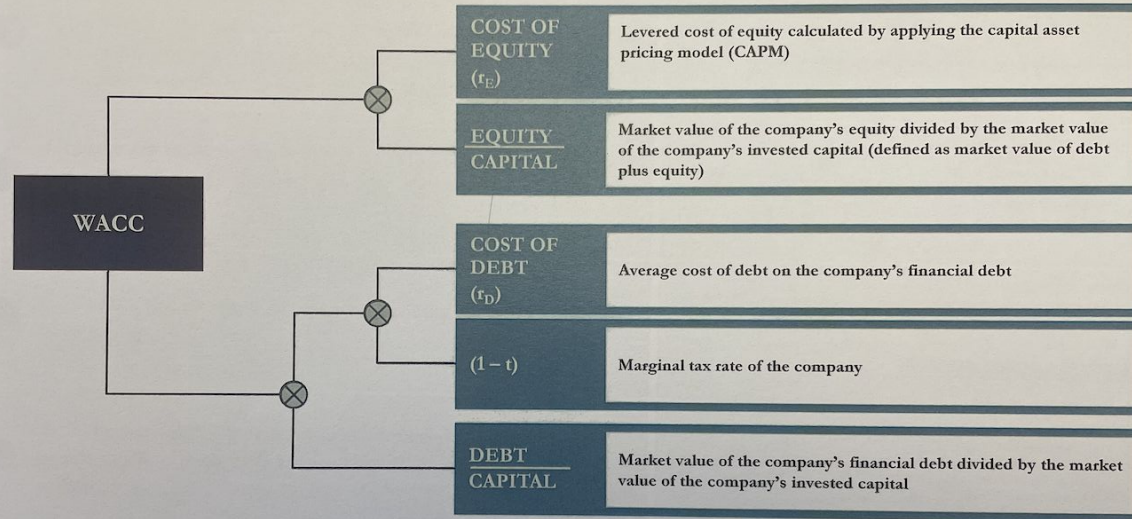 COST OF
EQUITY
(rE)
Levered cost of equity calculated by applying the capital asset
pricing model (CAPM)
EQUITY
CAPITAL
Market value of the company's equity divided by the market value
of the company's invested capital (defined as market value of debt
plus equity)
WACC
COST OF
DEBT
(rD)
Average cost of debt on the company's financial debt
(1 – t)
Marginal tax rate of the company
DEBT
CAPITAL
Market value of the company's financial debt divided by the market
value of the company's invested capital